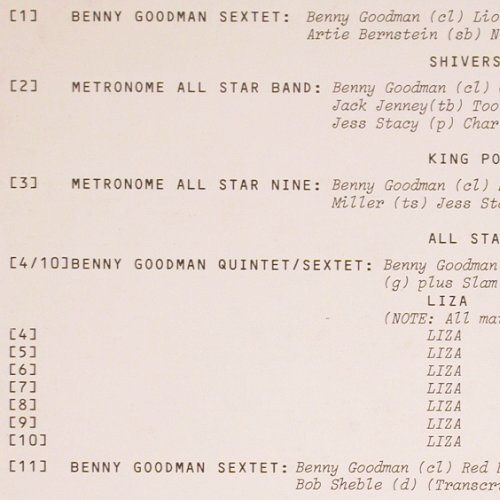 [1] BENNY GOODMAN SEXTET: Benny Goodman (cl) Lio
Artie Bernstein (sb) N
SHIVERS
[2] METRONOME ALL STAR BAND: Benny Goodman (cl)
Jack Jenney(tb) Too
Jess Stacy (p) Char
KING PO
[3] METRONOME ALL STAR NINE: Benny Goodman (cl)
Miller (ts) Jess Sta
ALL STA
[4/10]BENNY GOODMAN QUINTET/SEXTET: Benny Goodman
(g) plus Slam
LIZA
(NOTE: All mat
[4] LIZA
[5] LIZA
[6] LIZA
[7] LIZA
[8] LIZA
[9] LIZA
[10] LIZA
[11] BENNY GOODMAN SEXTET: Benny Goodman (cl) Red
Bob Sheble (d) (Transcri